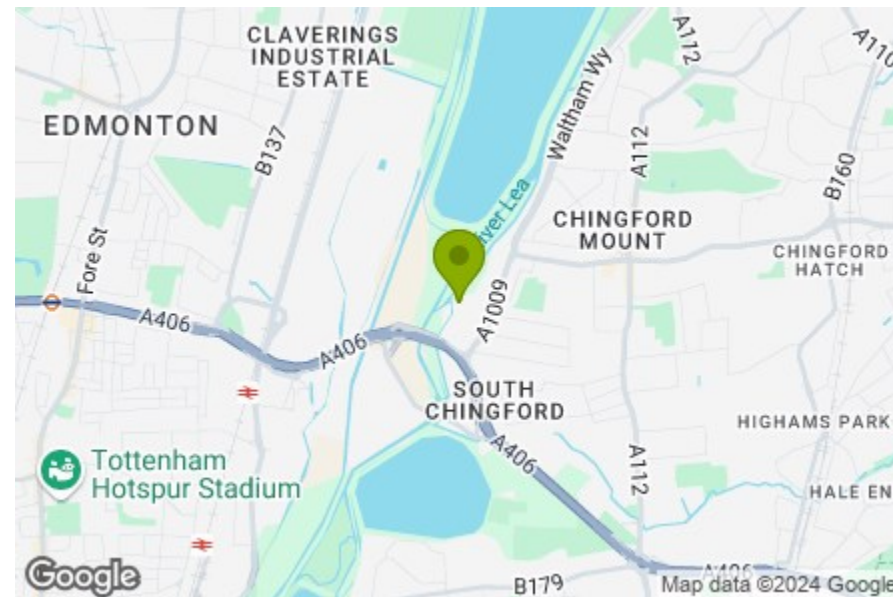 CLAVERINGS
INDUSTRIAL
ESTATE
A112
A110
EDMONTON
B137
Waltham Wy
A112
B160
River Lea
CHINGFORD
MOUNT
CHINGFORD
HATCH
Fore St
A406
A406
A1009
SOUTH
CHINGFORD
HIGHAMS PARK
A406
A112
Tottenham
Hotspur Stadium
HALE EN
A406
Google
B179
Map data ©2024 Google